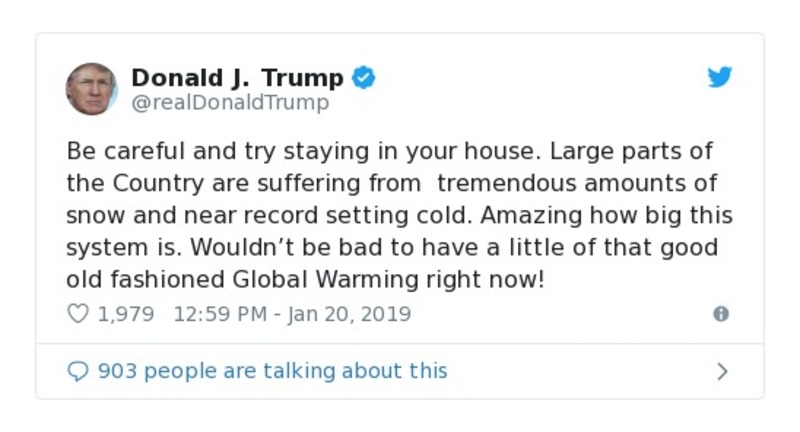 Donald J. Trump
@realDonaldTrump
Be careful and try staying in your house. Large parts of
the Country are suffering from  tremendous amounts of
snow and near record setting cold. Amazing how big this
system is. Wouldn’t be bad to have a little of that good
old fashioned Global Warming right now!
1,979 12:59 PM - Jan 20, 2019
903 people are talking about this